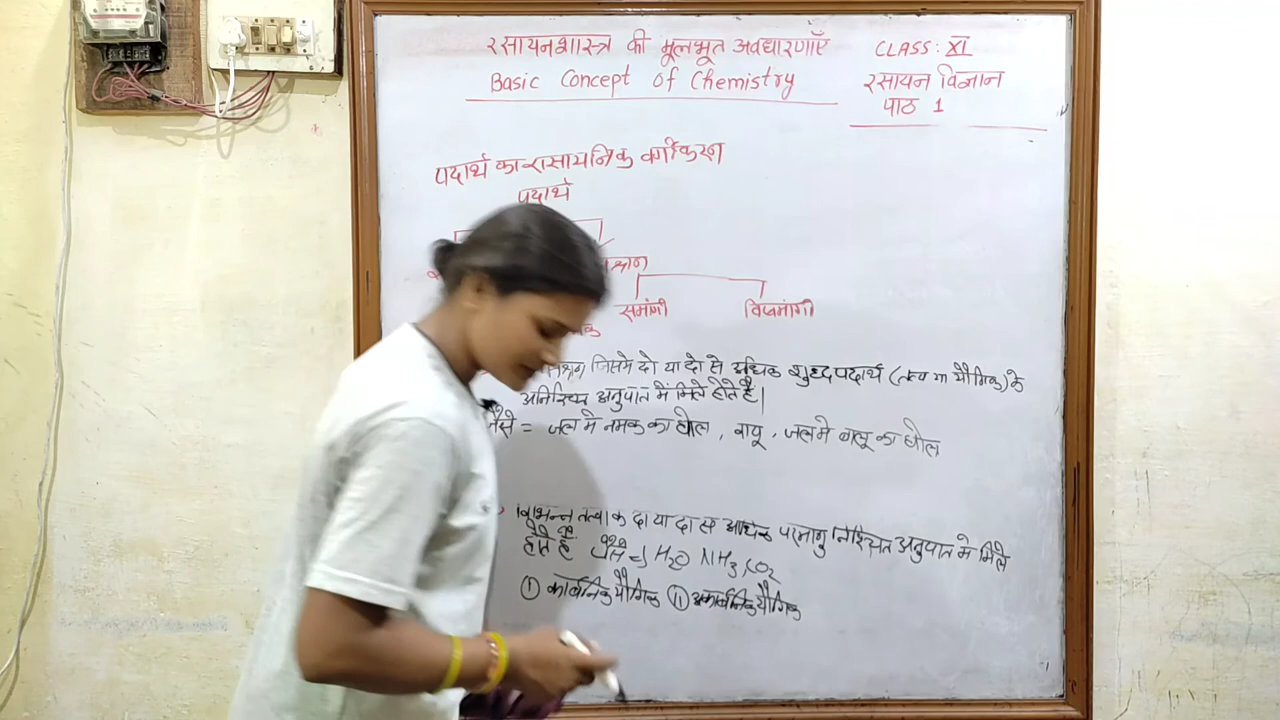 रसायनशास्त्र की मूलभूत अवधारणाएँ
Basic Concept of Chemistry
CLASS: XI
रसायन विज्ञान
पाठ 1
पदार्थ का रासायनिक वर्गीकरण
पदार्थ
समांगी विषमांगी
जिसमे दो या दो से अधिक शुद्ध पदार्थ (तत्व या यौगिक) के
अनिश्चित अनुपात में मिले होते है।
जैसे = जल मे नमक का घोल, वायू, जल मे बालू का घोल
विभिन्न तत्वो के दो या दो से अधिक परमाणु निश्चित अनुपात मे मिले
होते है जैसे H₂O NH₃, CO₂
① कार्बनिक यौगिक ⑪ अकार्बनिक यौगिक